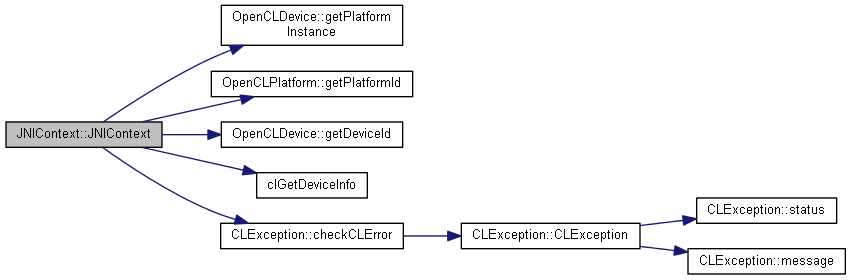 OpenCLDevice::getPlatform
Instance
OpenCLPlatform::getPlatformId
JNIContext::JNIContext
OpenCLDevice::getDeviceId
clGetDeviceInfo
CLException::checkCLError
CLException::CLException
CLException::status
CLException::message